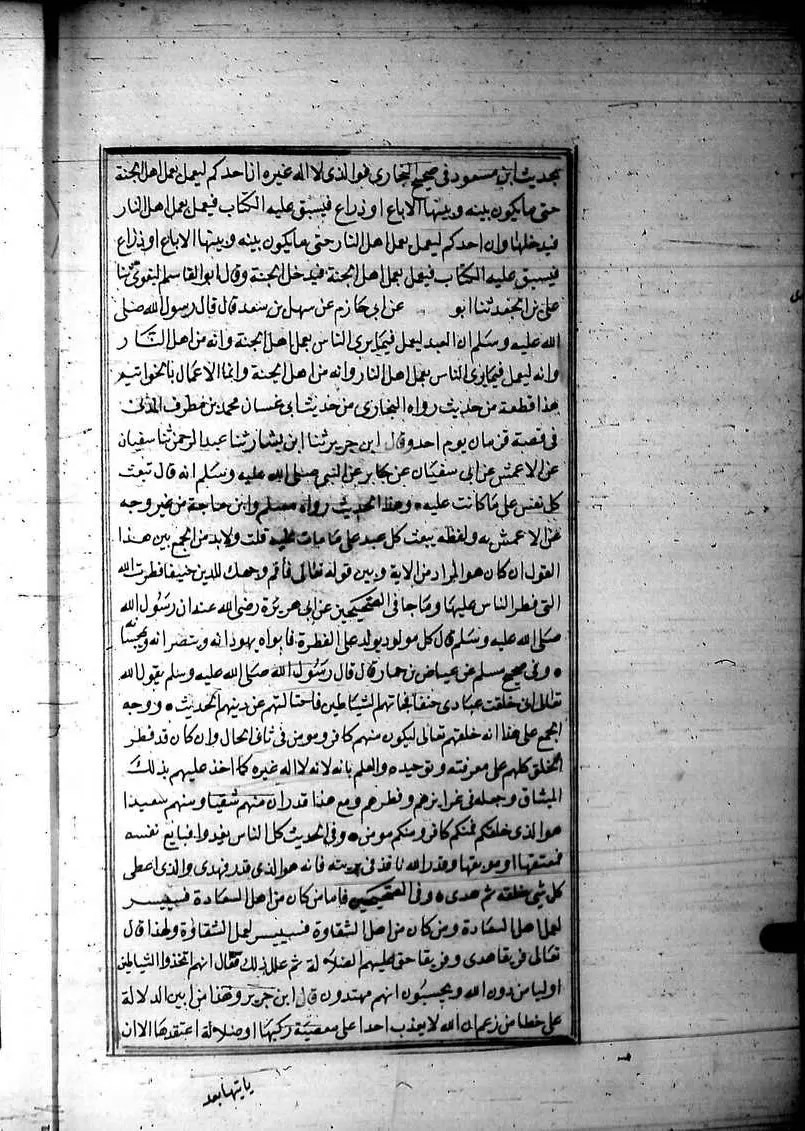 بحديث ابن مسعود في صحيح البخاري فوالذي لا اله غيره ان احدكم ليعمل بعمل اهل الجنة
حتى ما يكون بينه وبينها الا باع او ذراع فيسبق عليه الكتاب فيعمل بعمل اهل النار
فيدخلها وان احدكم ليعمل بعمل اهل النار حتى ما يكون بينه وبينها الا باع او ذراع
فيسبق عليه الكتاب فيعمل بعمل اهل الجنة فيدخل الجنة وقال ابو القاسم البغوي ثنا
علي بن الجعد ثنا ابو عن ابي حازم عن سهل بن سعد قال قال رسول الله صلى
الله عليه وسلم ان العبد ليعمل فيما يرى الناس بعمل اهل الجنة وانه من اهل النار
وانه ليعمل فيما يرى الناس بعمل اهل النار وانه من اهل الجنة وانما الاعمال بالخواتيم
هذا قطعة من حديث رواه البخاري من حديث ابي غسان محمد بن مطرف المدني
في قصة قزمان يوم احد وقال ابن جرير ثنا ابن بشار ثنا عبد الرحمن ثنا سفيان
عن الاعمش عن ابي سفيان عن جابر عن النبي صلى الله عليه وسلم انه قال تبعث
كل نفس على ما كانت عليه وهذا الحديث رواه مسلم وابن ماجة من غير وجه
عن الاعمش به ولفظه يبعث كل عبد على ما مات عليه قلت ولا بد من الجمع بين هذا
القول ان كان هو المراد من الاية وبين قوله تعالى فاقم وجهك للدين حنيفا فطرت الله
التي فطر الناس عليها وما جا في الصحيحين عن ابي هريرة رضي الله عنه ان رسول الله
صلى الله عليه وسلم قال كل مولود يولد على الفطرة فابواه يهودانه وينصرانه ويمجسانه
وفي صحيح مسلم عن عياض بن حمار قال قال رسول الله صلى الله عليه وسلم يقول الله
تعالى اني خلقت عبادي حنفا فجاتهم الشياطين فاجتالتهم عن دينهم الحديث ووجه
الجمع على هذا انه خلقهم تعالى ليكون منهم كافر ومومن في ثاني الحال وان كان قد فطر
الخلق كلهم على معرفته وتوحيده والعلم بانه لانه لا اله غيره كما اخذ عليهم بذلك
الميثاق وجعله في غرايزهم وفطرهم ومع هذا قدر ان منهم شقيا ومنهم سعيدا
هو الذي خلقكم فمنكم كافر ومنكم مومن وفي الحديث كل الناس يغدوا فبايع نفسه
فمعتقها او موبقها وقدر الله نافذ في بريته فانه هو الذي قدر فهدى والذي اعطى
كل شي خلقه ثم هدى وفي الصحيحين فاما من كان من اهل السعادة فسييسر
لعمل اهل السعادة ومن كان من اهل الشقاوة فسييسر لعمل الشقاوة ولهذا قال
تعالى فريقا هدى وفريقا حق عليهم الضلالة ثم علل ذلك فقال انهم اتخذوا الشياطين
اوليا من دون الله ويحسبون انهم مهتدون قال ابن جرير وهذا من ابين الدلالة
على خطا من زعم ان الله لا يعذب احدا على معصية ركبها او ضلالة اعتقدها الا ان
ياتيها بعد